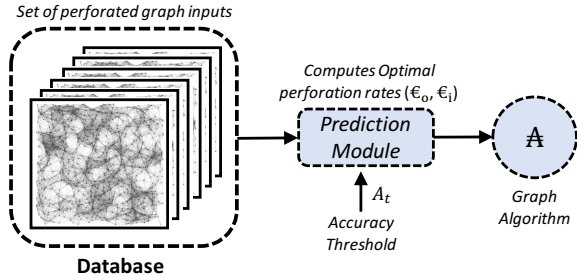 Set of perforated graph inputs
Database
Computes Optimal
perforation rates (€o, €i)
Prediction
Module
At
Accuracy
Threshold
₳
Graph
Algorithm